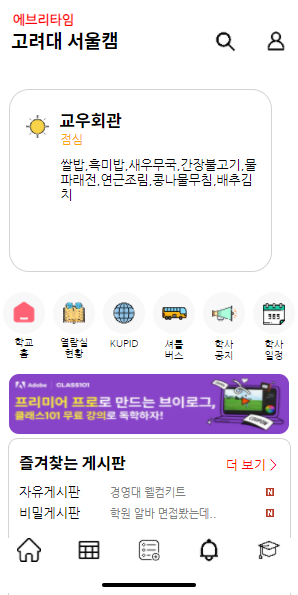 에브리타임
고려대 서울캠
교우회관
점심
쌀밥,흑미밥,새우무국,간장불고기,물
파래전,연근조림,콩나물무침,배추김
치
학교
홈
열람실
현황
KUPID
셔틀
버스
학사
공지
학사
일정
Adobe | CLASS101
프리미어 프로로 만드는 브이로그,
클래스101 무료 강의로 독학하자!
즐겨찾는 게시판
더 보기 >
자유게시판 경영대 웰컴키트 N
비밀게시판 학원 알바 면접봤는데.. N